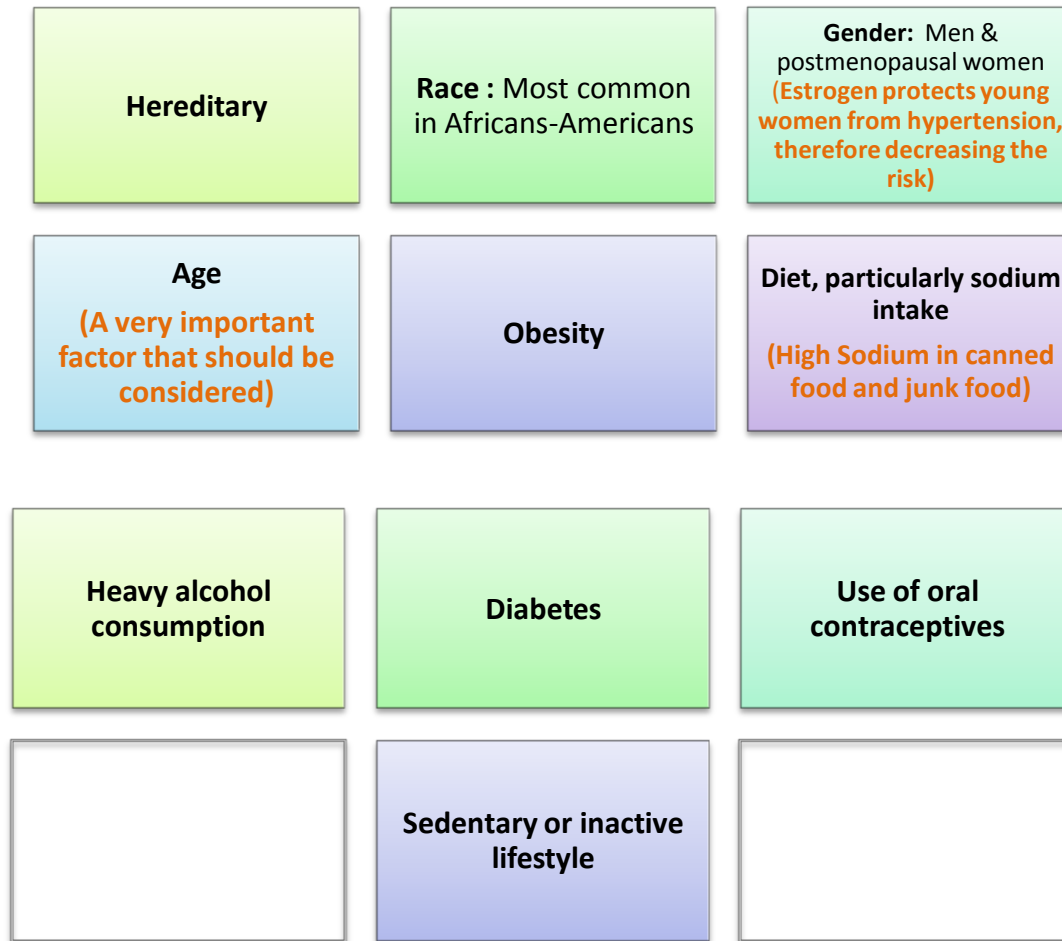 Hereditary
Race : Most common
in Africans-Americans
Gender: Men &
postmenopausal women
(Estrogen protects young
women from hypertension,
therefore decreasing the
risk)
Age
(A very important
factor that should be
considered)
Obesity
Diet, particularly sodium
intake
(High Sodium in canned
food and junk food)
Heavy alcohol
consumption
Diabetes
Use of oral
contraceptives
Sedentary or inactive
lifestyle